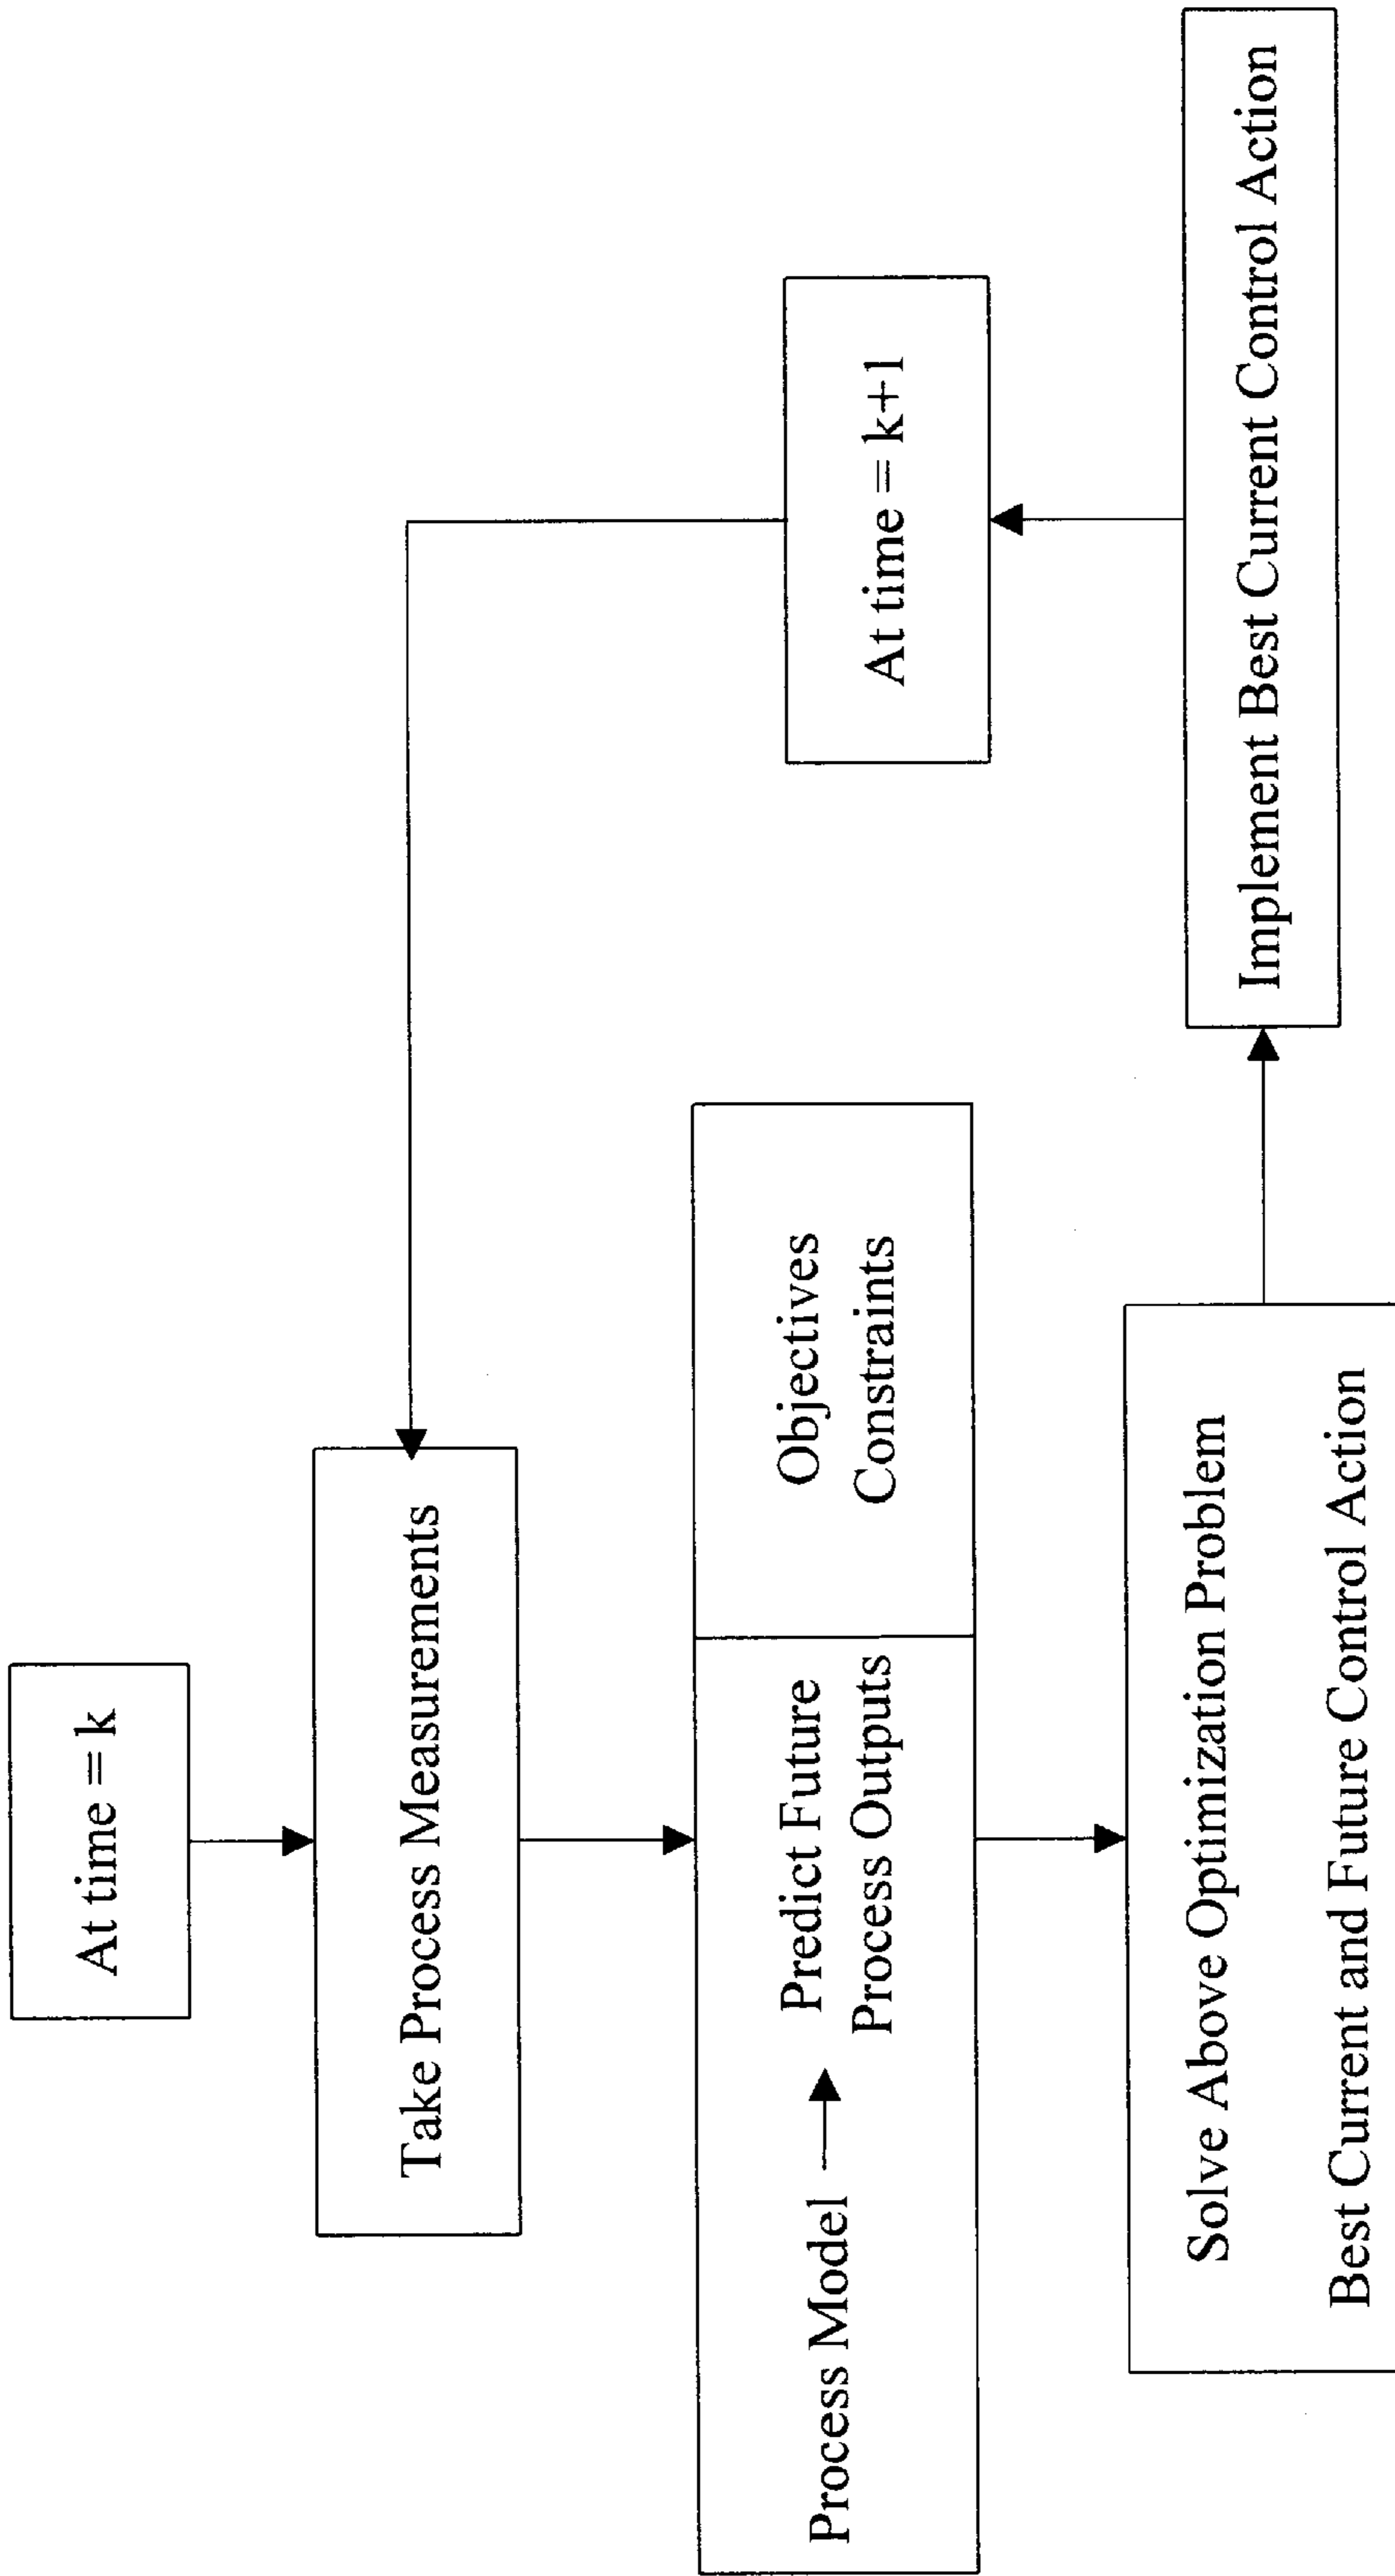 At time = k
Take Process Measurements
Process Model
Predict Future
Process Outputs
Objectives
Constraints
Solve Above Optimization Problem
Best Current and Future Control Action
Implement Best Current Control Action
At time = k+1